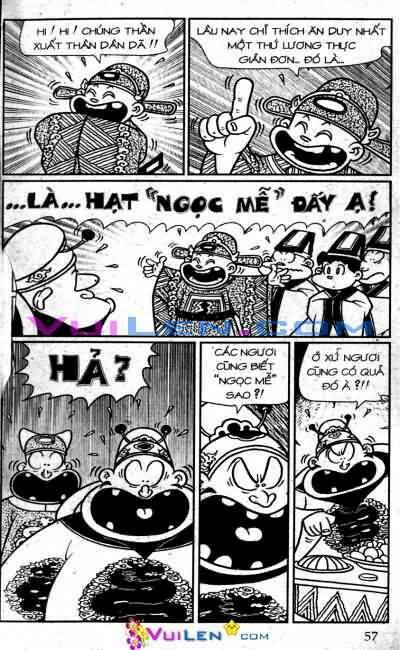 HI! HI! CHÚNG THẦN
XUẤT THÂN DÂN DÃ!!
LÂU NAY CHỈ THÍCH ĂN DUY NHẤT
MỘT THỨ LƯƠNG THỰC
GIẢN ĐƠN... ĐÓ LÀ...
...LÀ... HẠT "NGỌC MỄ" ĐẤY Ạ!
VUILEN.COM
HẢ?
CÁC NGƯƠI
CŨNG BIẾT
"NGỌC MỄ"
SAO?!
Ở XỨ NGƯƠI
CŨNG CÓ QUẢ
ĐÓ À?!!
57
VUILEN.COM